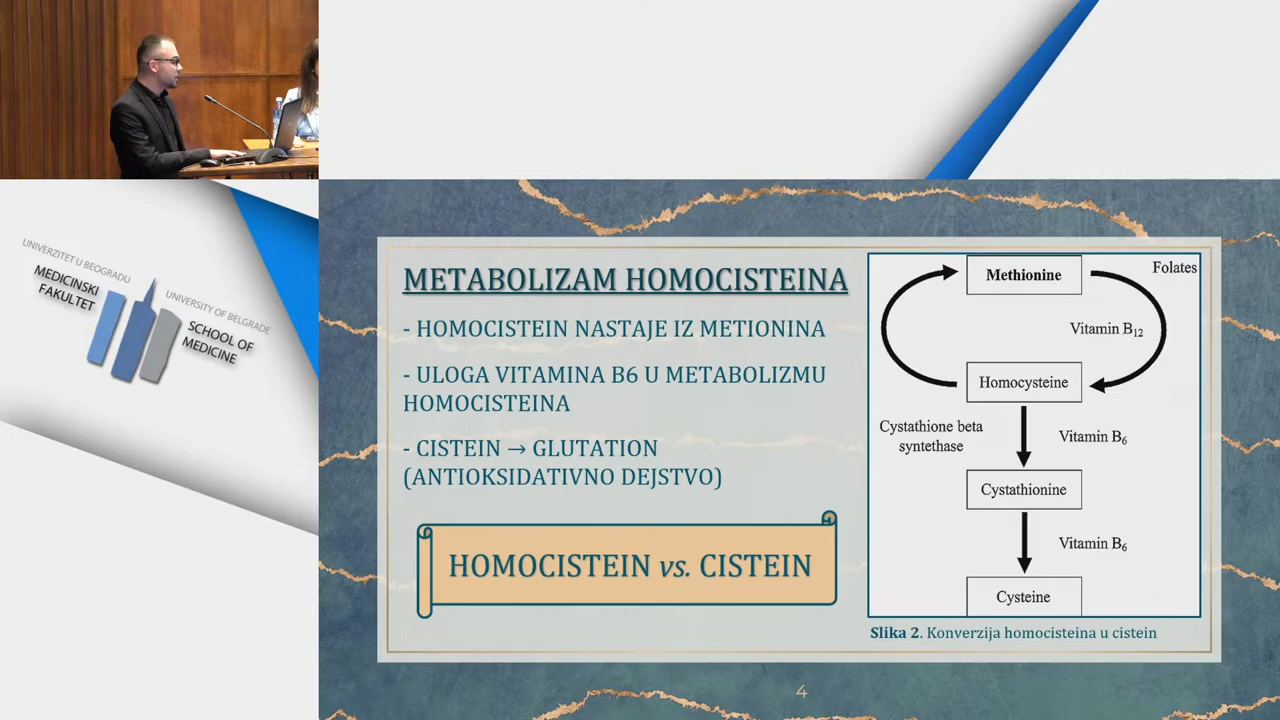 UNIVERZITET U BEOGRADU
MEDICINSKI
FAKULTET
UNIVERSITY OF BELGRADE
SCHOOL OF
MEDICINE
METABOLIZAM HOMOCISTEINA
- HOMOCISTEIN NASTAJE IZ METIONINA
- ULOGA VITAMINA B6 U METABOLIZMU
HOMOCISTEINA
- CISTEIN → GLUTATION
(ANTIOKSIDATIVNO DEJSTVO)
HOMOCISTEIN vs. CISTEIN
Methionine
Folates
Vitamin B₁₂
Homocysteine
Cystathione beta
syntethase
Vitamin B₆
Cystathionine
Vitamin B₆
Cysteine
Slika 2. Konverzija homocisteina u cistein
4